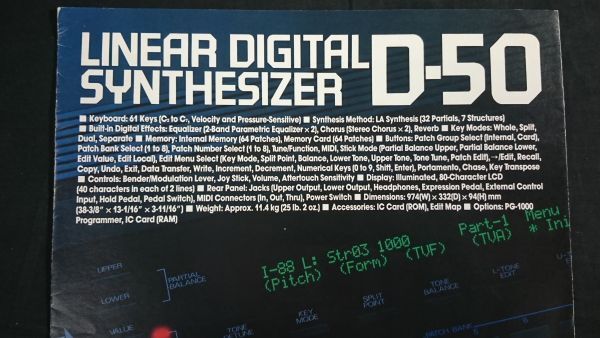 LINEAR DIGITAL
SYNTHESIZER
D-50
■ Keyboard: 61 Keys (C₂ to C₇, Velocity and Pressure-Sensitive) ■ Synthesis Method: LA Synthesis (32 Partials, 7 Structures)
■ Built-in Digital Effects: Equalizer (2-Band Parametric Equalizer × 2), Chorus (Stereo Chorus × 2), Reverb ■ Key Modes: Whole, Split,
Dual, Separate ■ Memory: Internal Memory (64 Patches), Memory Card (64 Patches) ■ Buttons: Patch Group Select (Internal, Card),
Patch Bank Select (1 to 8), Patch Number Select (1 to 8), Tune/Function, MIDI, Stick Mode (Partial Balance Upper, Partial Balance Lower,
Edit Value, Edit Local), Edit Menu Select (Key Mode, Split Point, Balance, Lower Tone, Upper Tone, Tone Tune, Patch Edit), →/Edit, Recall,
Copy, Undo, Exit, Data Transfer, Write, Increment, Decrement, Numerical Keys (0 to 9, Shift, Enter), Portamento, Chase, Key Transpose
■ Controls: Bender/Modulation Lever, Joy Stick, Volume, Aftertouch Sensitivity ■ Display: Illuminated, 80-Character LCD
(40 characters in each of 2 lines) ■ Rear Panel: Jacks (Upper Output, Lower Output, Headphones, Expression Pedal, External Control
Input, Hold Pedal, Pedal Switch), MIDI Connectors (In, Out, Thru), Power Switch ■ Dimensions: 974(W) × 332(D) × 94(H) mm
(38-3/8" × 13-1/16" × 3-11/16") ■ Weight: Approx. 11.4 kg (25 lb. 2 oz.) ■ Accessories: IC Card (ROM), Edit Map ■ Options: PG-1000
Programmer, IC Card (RAM)
I-88 L: Str03 1000 Part-1 Menu
(Pitch) (Form) (TVF) (TVA) * Ini
UPPER
LOWER
PARTIAL
BALANCE
VALUE
TONE
DETUNE
KEY
MODE
SPLIT
POINT
TONE
BALANCE
L-TONE
EDIT
PATCH BANK
5 6